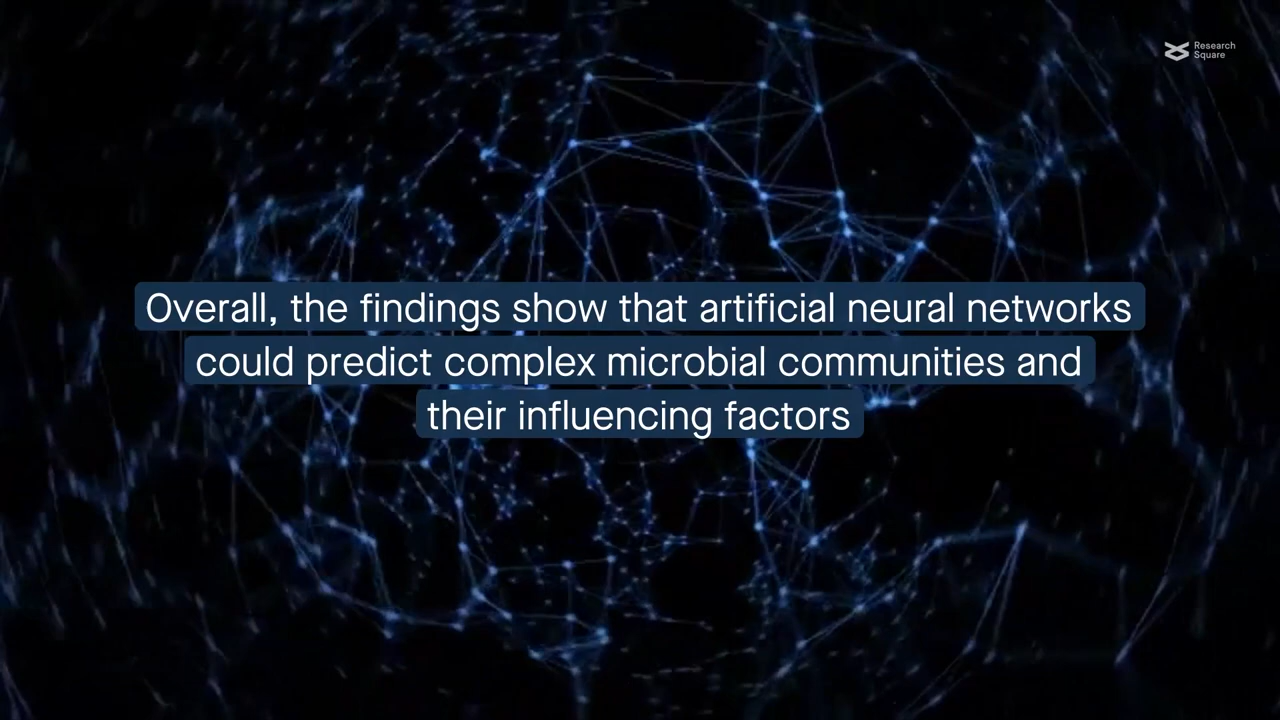 Research
Square
Overall, the findings show that artificial neural networks
could predict complex microbial communities and
their influencing factors